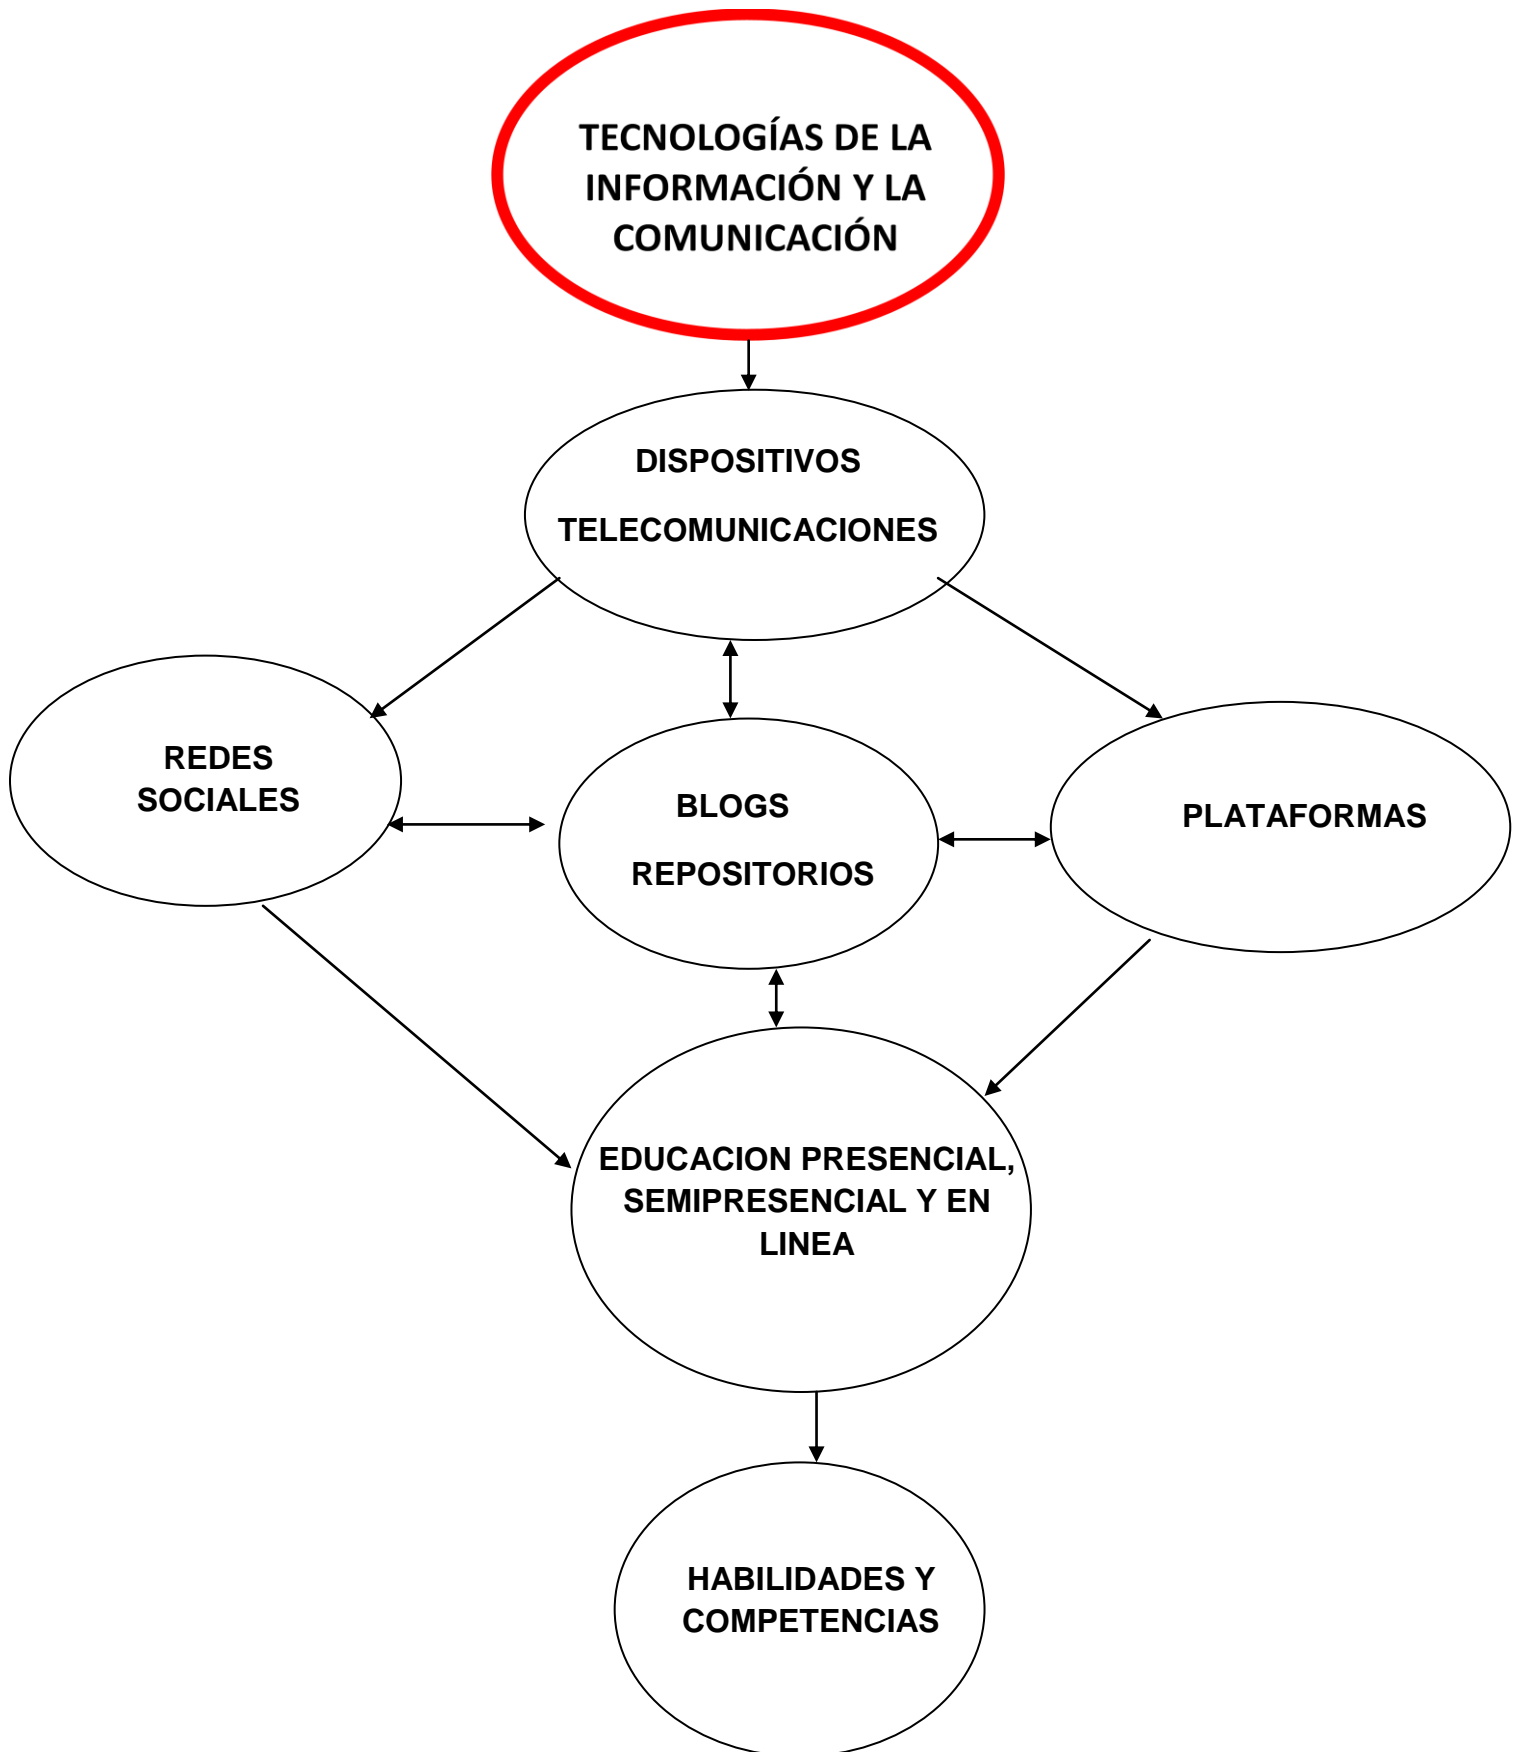 TECNOLOGÍAS DE LA
INFORMACIÓN Y LA
COMUNICACIÓN
DISPOSITIVOS
TELECOMUNICACIONES
REDES
SOCIALES
BLOGS
REPOSITORIOS
PLATAFORMAS
EDUCACION PRESENCIAL,
SEMIPRESENCIAL Y EN
LINEA
HABILIDADES Y
COMPETENCIAS